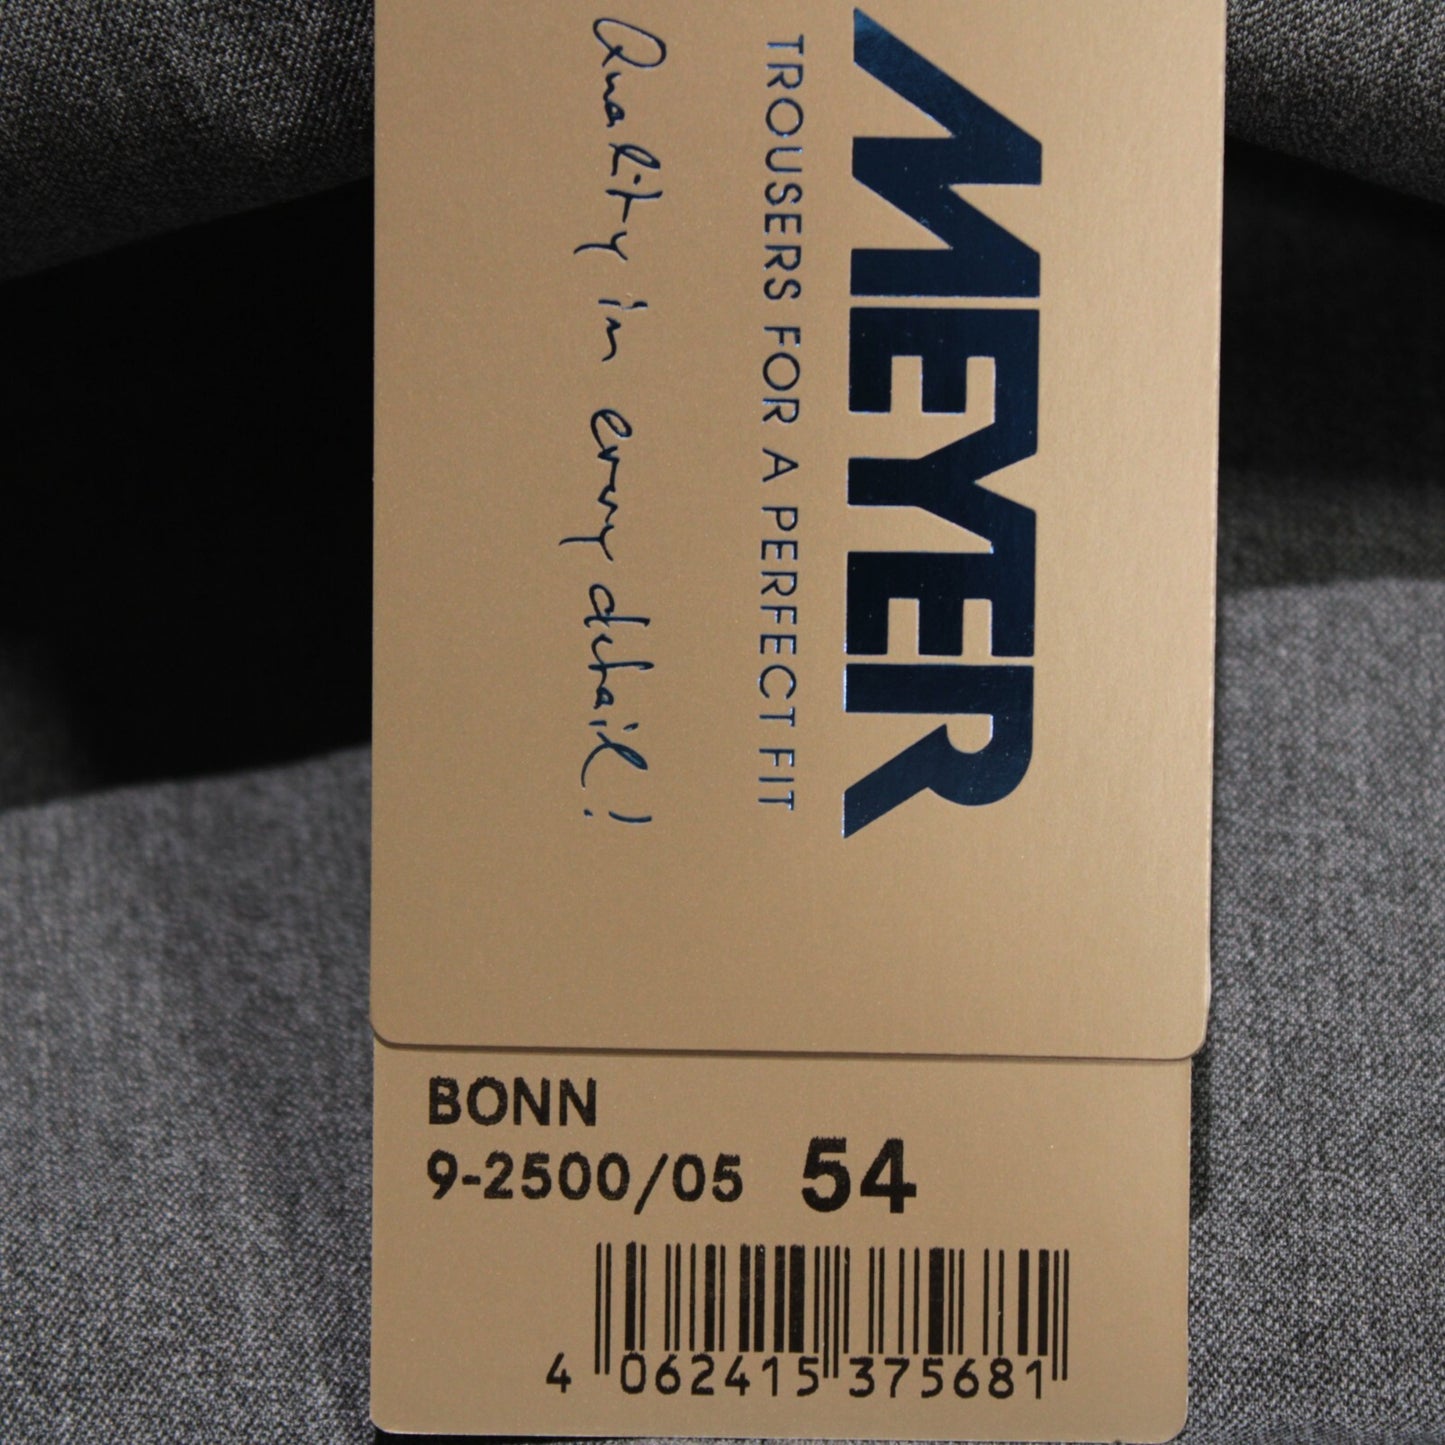 MEYER
TROUSERS FOR A PERFECT FIT
Quality in every detail!
BONN
9-2500/05 54
4 062415 375681